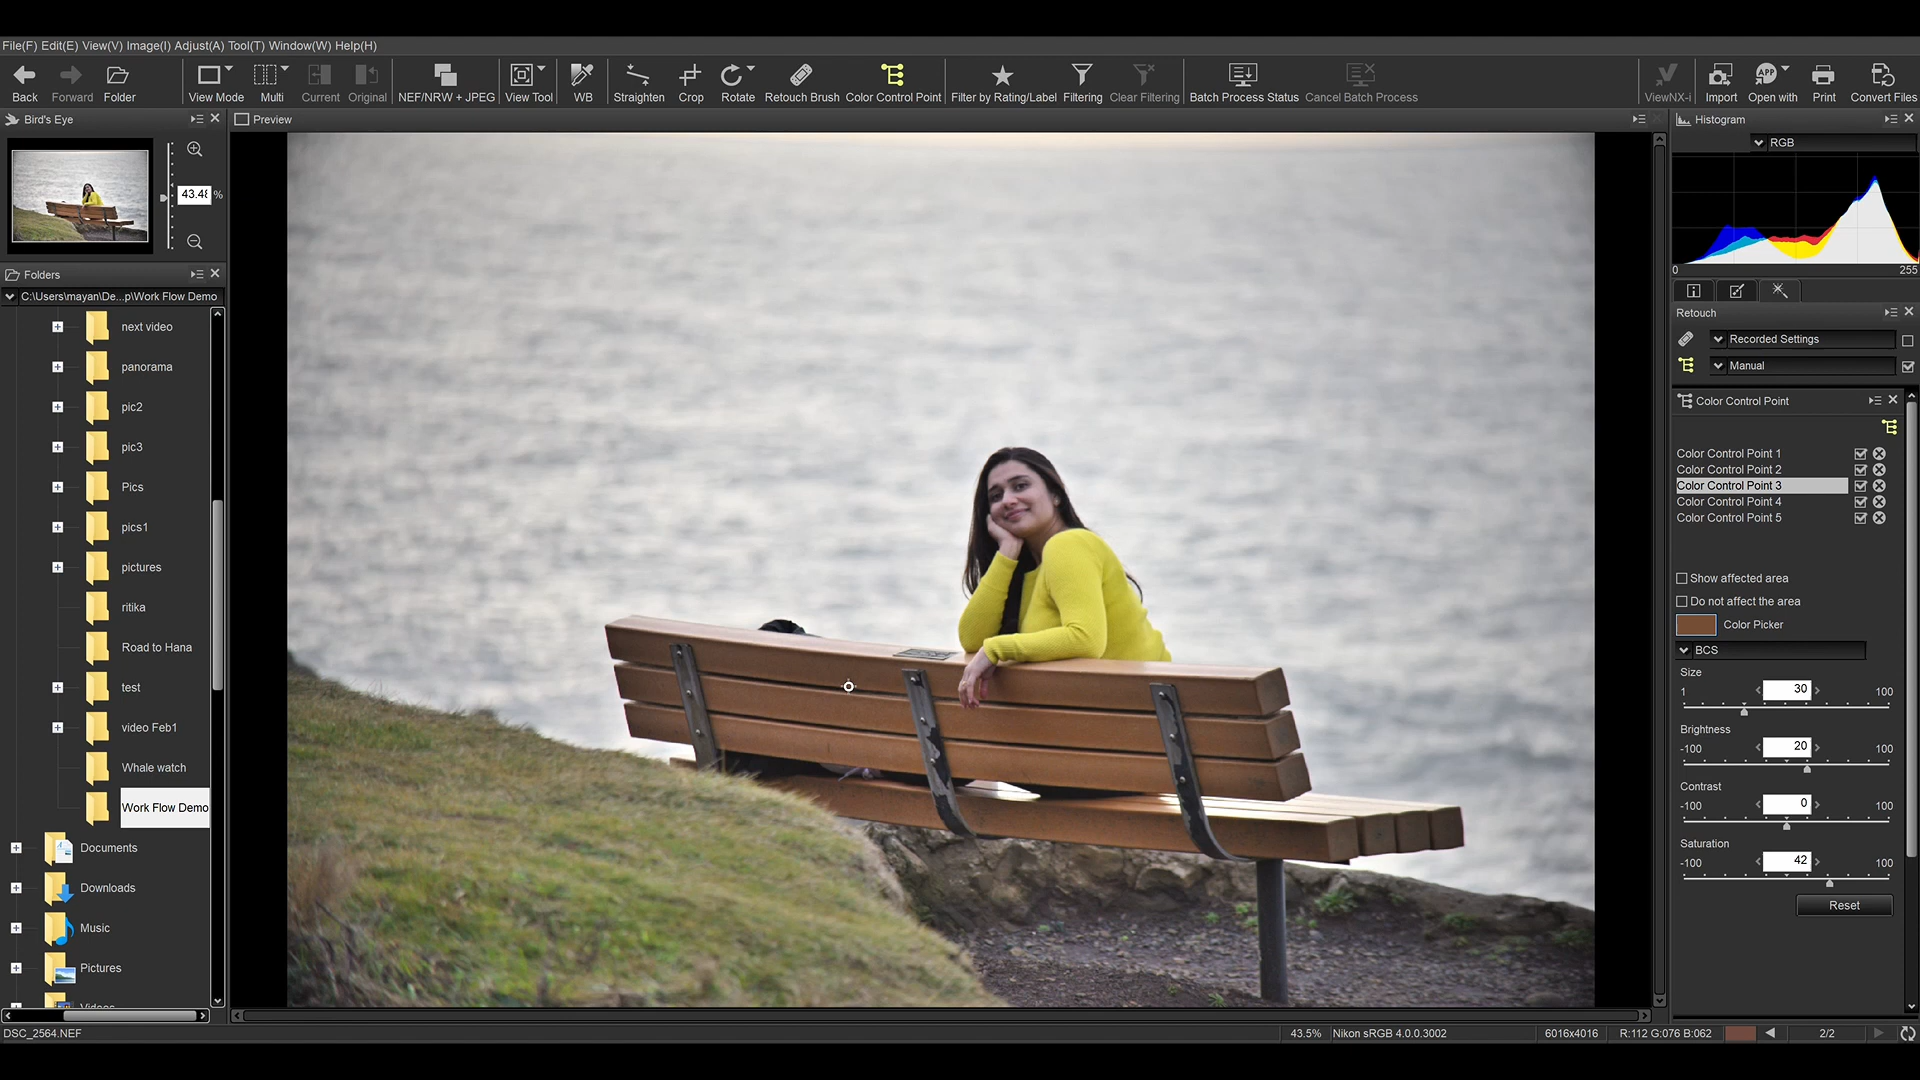 File(F) Edit(E) View(V) Image(I) Adjust(A) Tool(T) Window(W) Help(H)
Back Forward Folder View Mode Multi Current Original NEF/NRW + JPEG View Tool WB Straighten Crop Rotate Retouch Brush Color Control Point Filter by Rating/Label Filtering Clear Filtering Batch Process Status Cancel Batch Process ViewNX-i Import Open with Print Convert Files
APP
Bird's Eye
%
Folders
C:\Users\mayan\De...p\Work Flow Demo
next video
panorama
pic2
pic3
Pics
pics1
pictures
ritika
Road to Hana
test
video Feb1
Whale watch
Work Flow Demo
Documents
Downloads
Music
Pictures
Preview
Histogram
RGB
0 255
Retouch
Recorded Settings
Manual
Color Control Point
Color Control Point 1
Color Control Point 2
Color Control Point 3
Color Control Point 4
Color Control Point 5
Show affected area
Do not affect the area
Color Picker
BCS
Size
1 30 100
Brightness
-100 20 100
Contrast
-100 0 100
Saturation
-100 42 100
Reset
DSC_2564.NEF 43.5% Nikon sRGB 4.0.0.3002 6016x4016 R:112 G:076 B:062 2/2